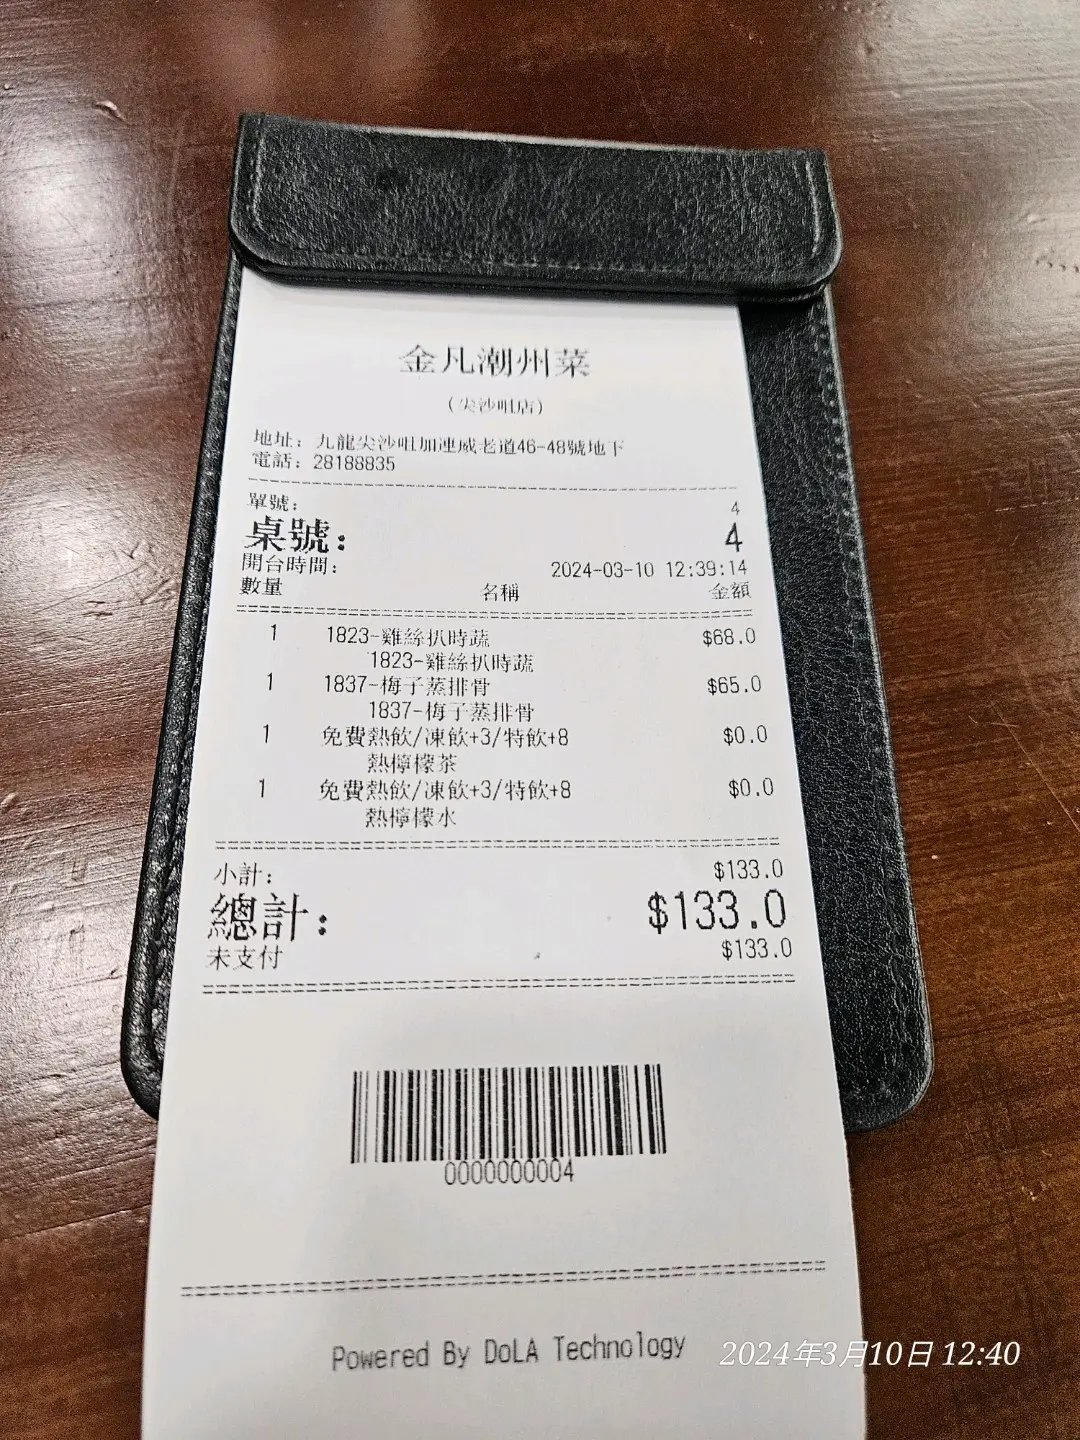 金凡潮州菜
(尖沙咀店)
地址: 九龍尖沙咀加連威老道46-48號地下
電話: 28188835
單號: 4
桌號: 4
開台時間: 2024-03-10 12:39:14
數量 名稱 金額
1 1823-雞絲扒時蔬 $68.0
1823-雞絲扒時蔬
1 1837-梅子蒸排骨 $65.0
1837-梅子蒸排骨
1 免費熱飲/凍飲+3/特飲+8 $0.0
熱檸檬茶
1 免費熱飲/凍飲+3/特飲+8 $0.0
熱檸檬水
小計: $133.0
總計: $133.0
未支付 $133.0
0000000004
Powered By DoLA Technology
2024年3月10日 12:40